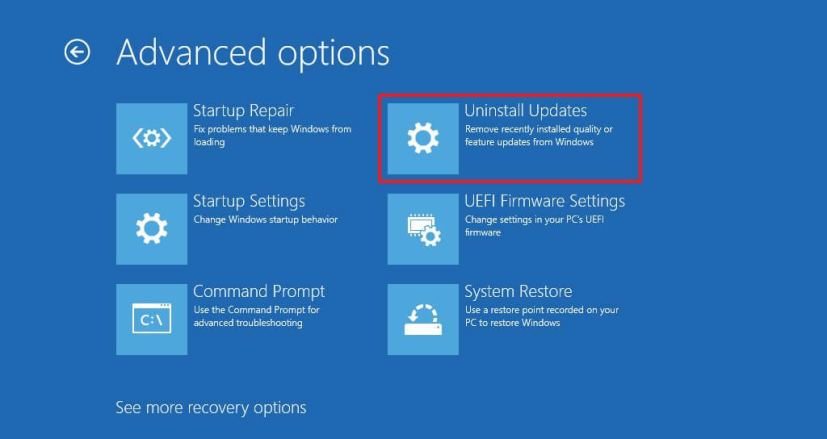 Advanced options
Startup Repair
Fix problems that keep Windows from
loading
Uninstall Updates
Remove recently installed quality or
feature updates from Windows
Startup Settings
Change Windows startup behavior
UEFI Firmware Settings
Change settings in your PC's UEFI
firmware
C:\
Command Prompt
Use the Command Prompt for
advanced troubleshooting
System Restore
Use a restore point recorded on your
PC to restore Windows
See more recovery options